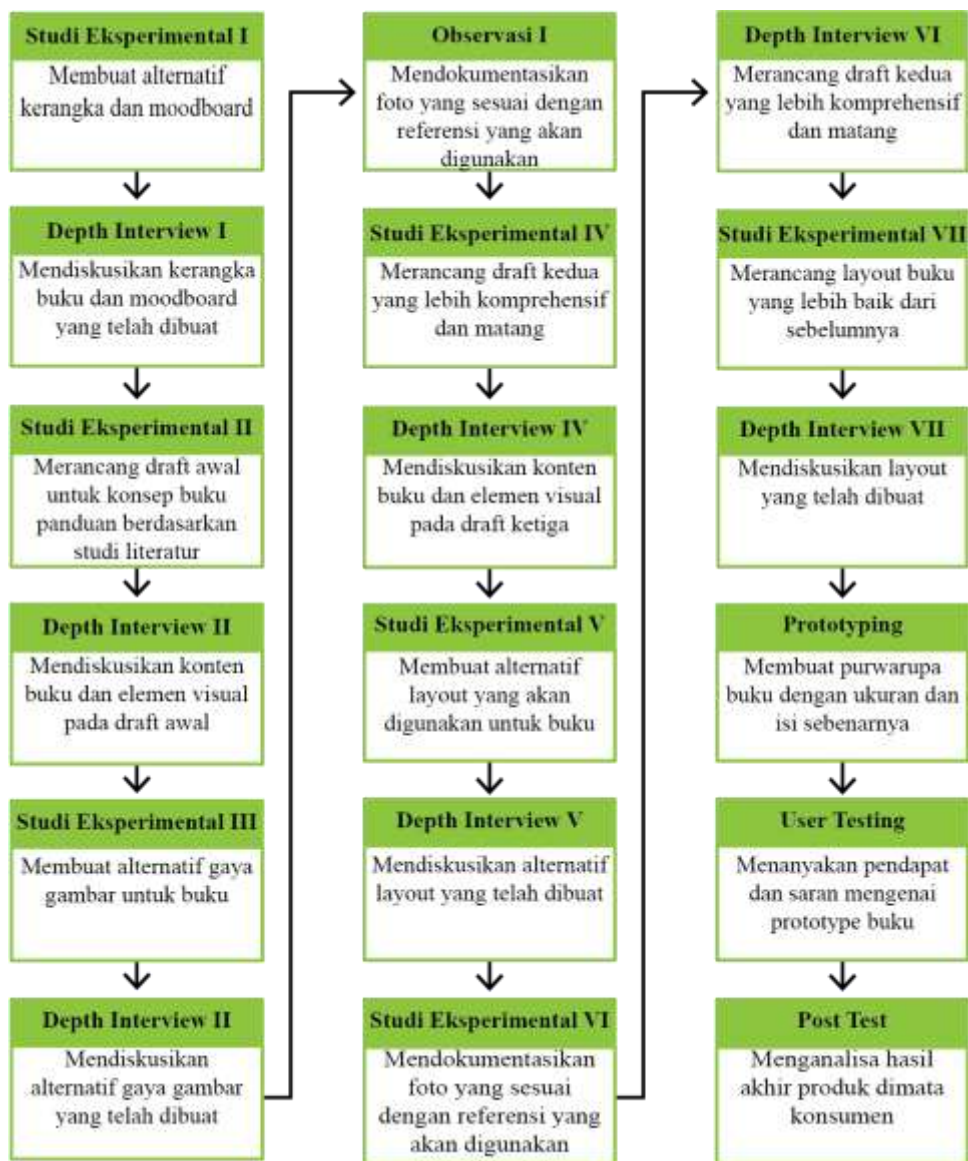 Studi Eksperimental I
Membuat alternatif
kerangka dan moodboard
Depth Interview I
Mendiskusikan kerangka
buku dan moodboard
yang telah dibuat
Studi Eksperimental II
Merancang draft awal
untuk konsep buku
panduan berdasarkan
studi literatur
Depth Interview II
Mendiskusikan konten
buku dan elemen visual
pada draft awal
Studi Eksperimental III
Membuat alternatif gaya
gambar untuk buku
Depth Interview II
Mendiskusikan
alternatif gaya gambar
yang telah dibuat
Observasi I
Mendokumentasikan
foto yang sesuai dengan
referensi yang akan
digunakan
Studi Eksperimental IV
Merancang draft kedua
yang lebih komprehensif
dan matang
Depth Interview IV
Mendiskusikan konten
buku dan elemen visual
pada draft ketiga
Studi Eksperimental V
Membuat alternatif
layout yang akan
digunakan untuk buku
Depth Interview V
Mendiskusikan alternatif
layout yang telah dibuat
Studi Eksperimental VI
Mendokumentasikan
foto yang sesuai
dengan referensi yang
akan digunakan
Depth Interview VI
Merancang draft kedua
yang lebih komprehensif
dan matang
Studi Eksperimental VII
Merancang layout buku
yang lebih baik dari
sebelumnya
Depth Interview VII
Mendiskusikan layout
yang telah dibuat
Prototyping
Membuat purwarupa
buku dengan ukuran dan
isi sebenarnya
User Testing
Menanyakan pendapat
dan saran mengenai
prototype buku
Post Test
Menganalisa hasil
akhir produk dimata
konsumen